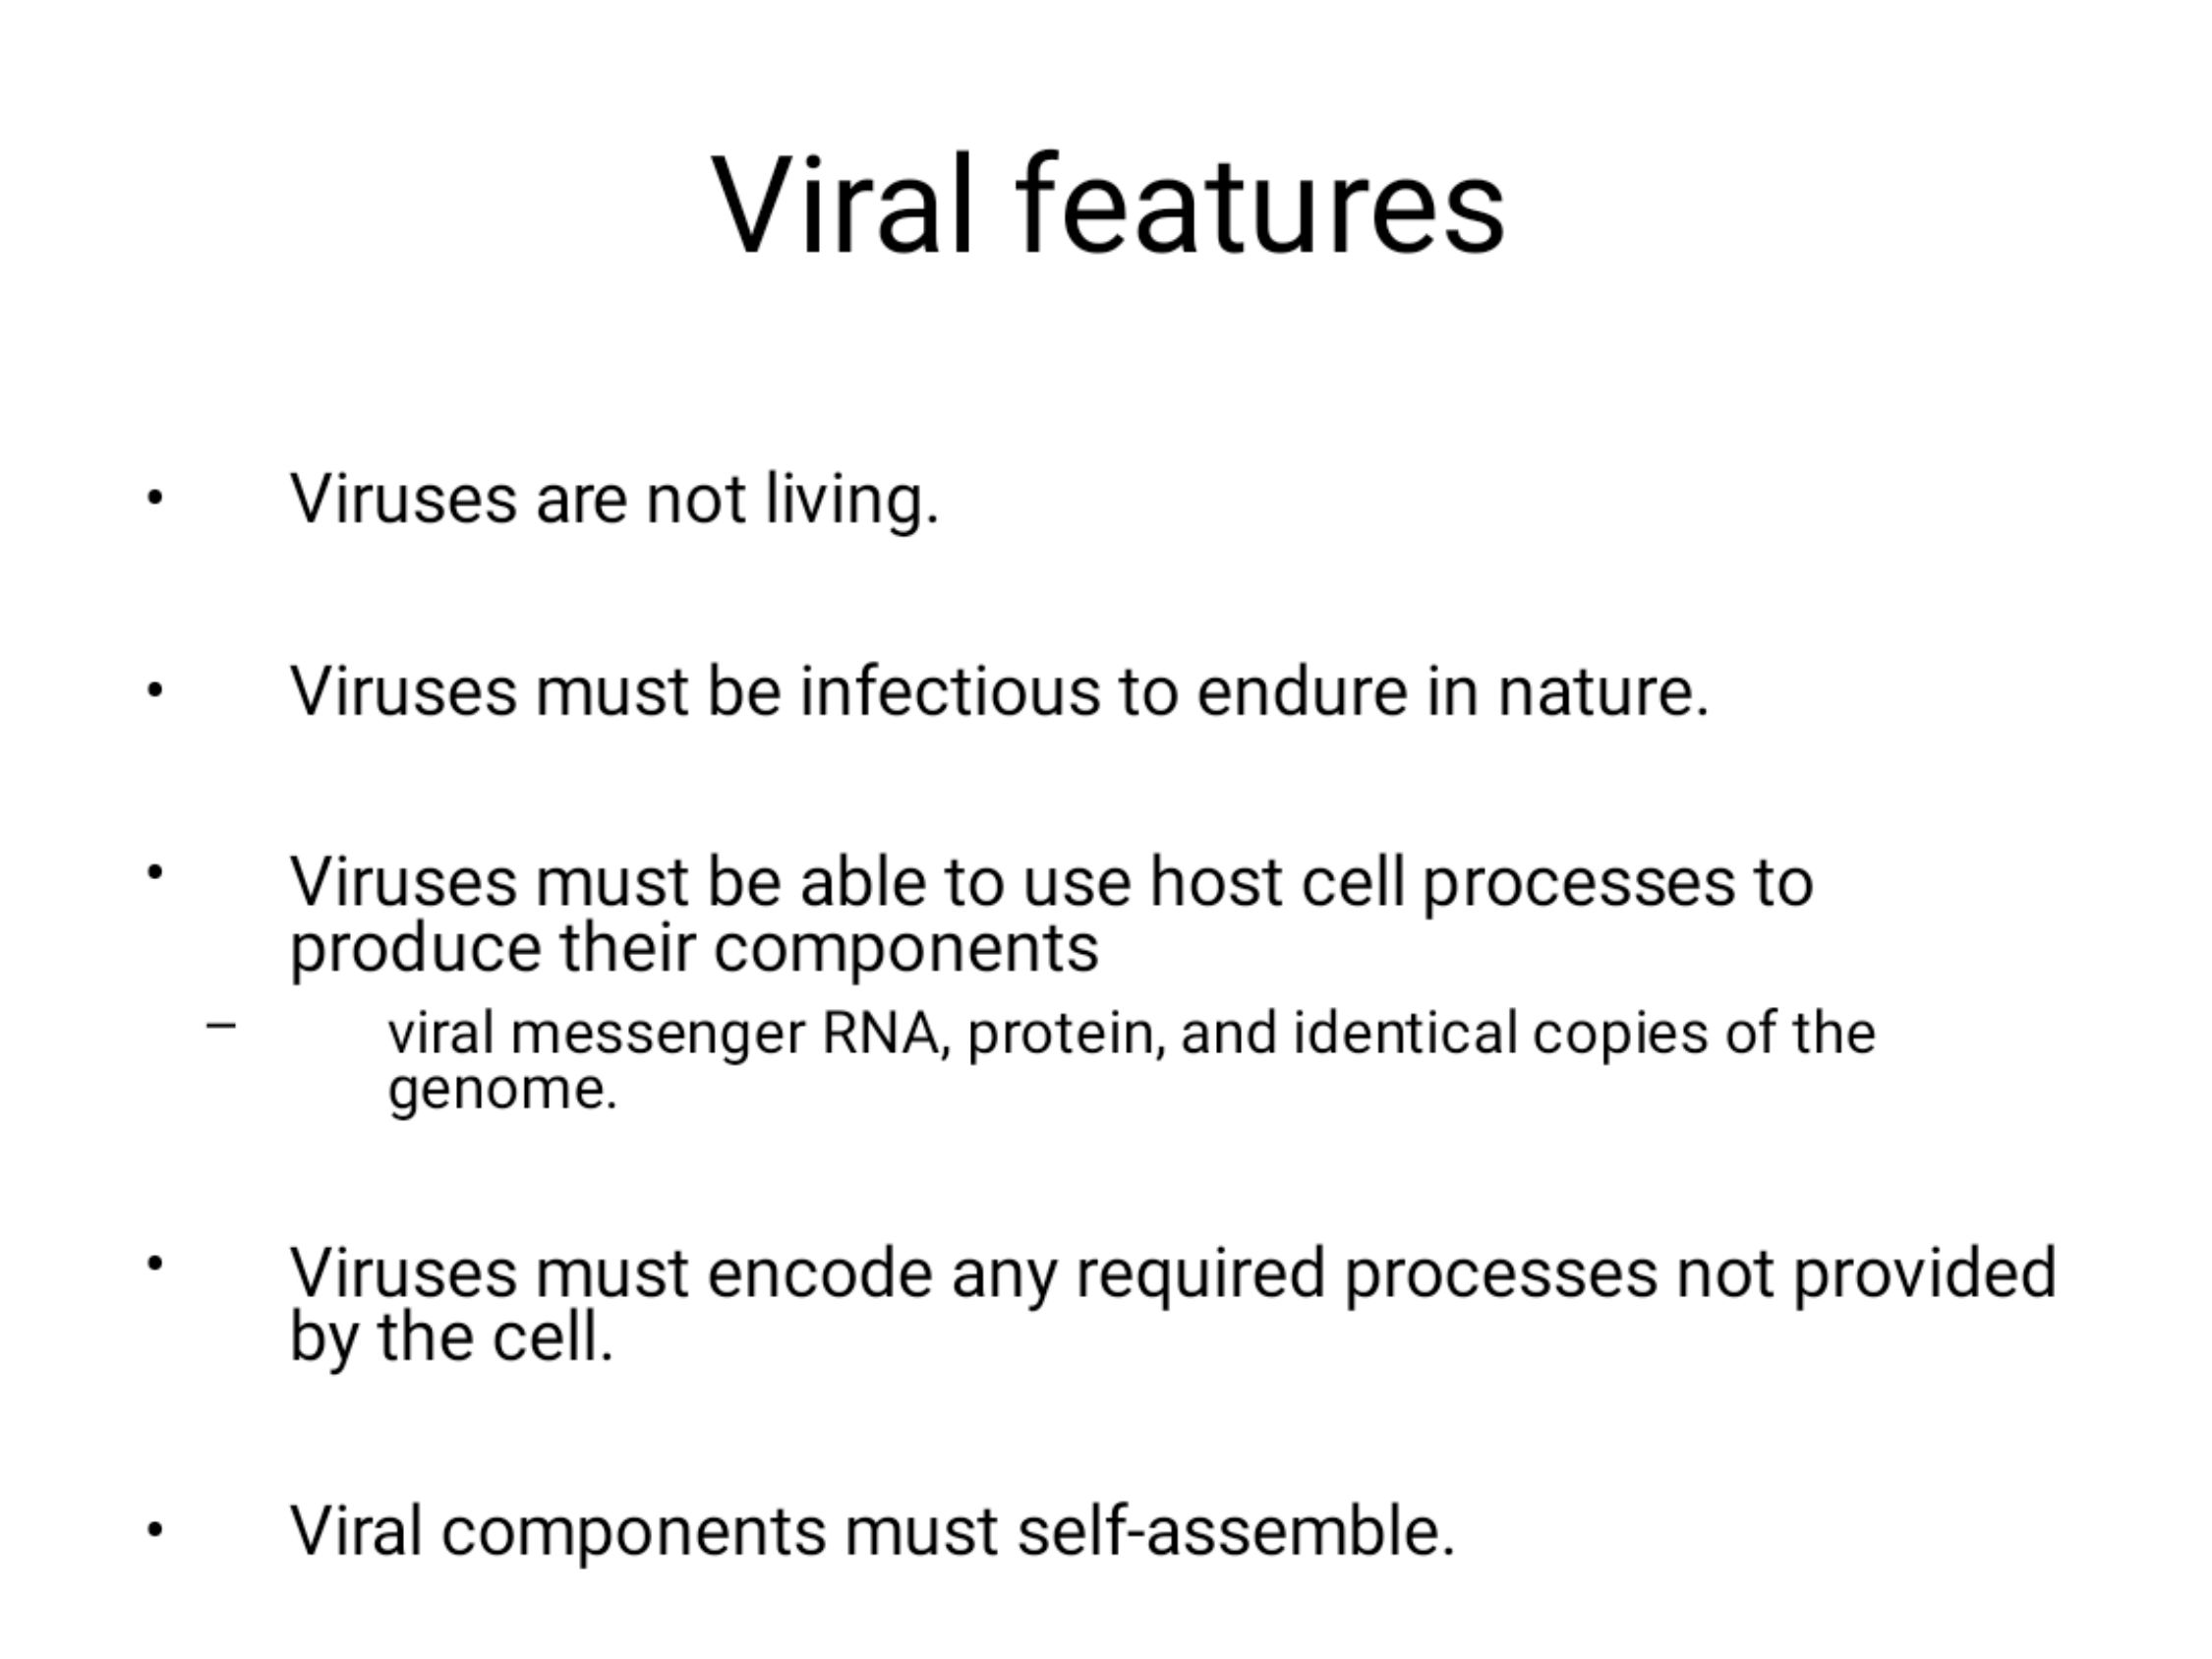 Viral features
• Viruses are not living.
• Viruses must be infectious to endure in nature.
• Viruses must be able to use host cell processes to
produce their components
– viral messenger RNA, protein, and identical copies of the
genome.
• Viruses must encode any required processes not provided
by the cell.
• Viral components must self-assemble.